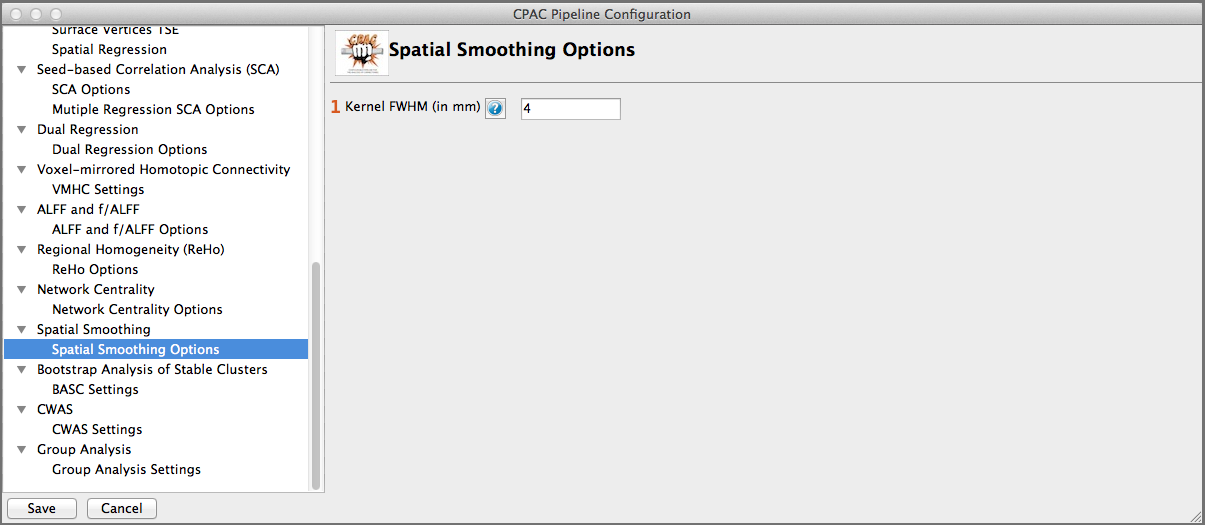 CPAC Pipeline Configuration
Surface Vertices TSE
Spatial Regression
Seed-based Correlation Analysis (SCA)
SCA Options
Mutiple Regression SCA Options
Dual Regression
Dual Regression Options
Voxel-mirrored Homotopic Connectivity
VMHC Settings
ALFF and f/ALFF
ALFF and f/ALFF Options
Regional Homogeneity (ReHo)
ReHo Options
Network Centrality
Network Centrality Options
Spatial Smoothing
Spatial Smoothing Options
Bootstrap Analysis of Stable Clusters
BASC Settings
CWAS
CWAS Settings
Group Analysis
Group Analysis Settings
Save Cancel
CPAC
Spatial Smoothing Options
1 Kernel FWHM (in mm) ? 4